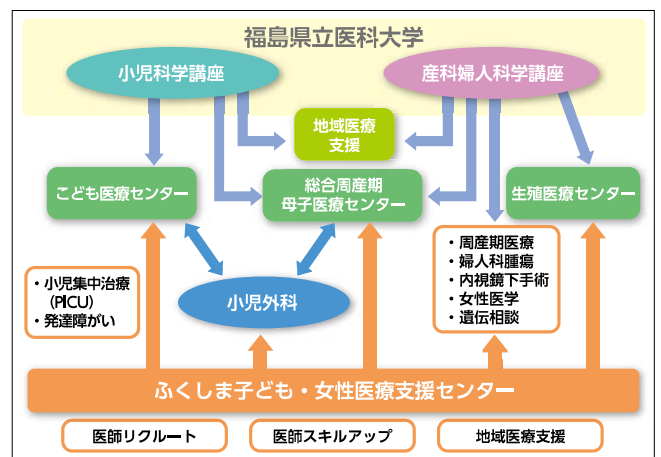 福島県立医科大学
小児科学講座
産科婦人科学講座
地域医療
支援
こども医療センター
総合周産期
母子医療センター
生殖医療センター
・周産期医療
・婦人科腫瘍
・内視鏡下手術
・女性医学
・遺伝相談
・小児集中治療
（PICU）
・発達障がい
小児外科
ふくしま子ども・女性医療支援センター
医師リクルート
医師スキルアップ
地域医療支援